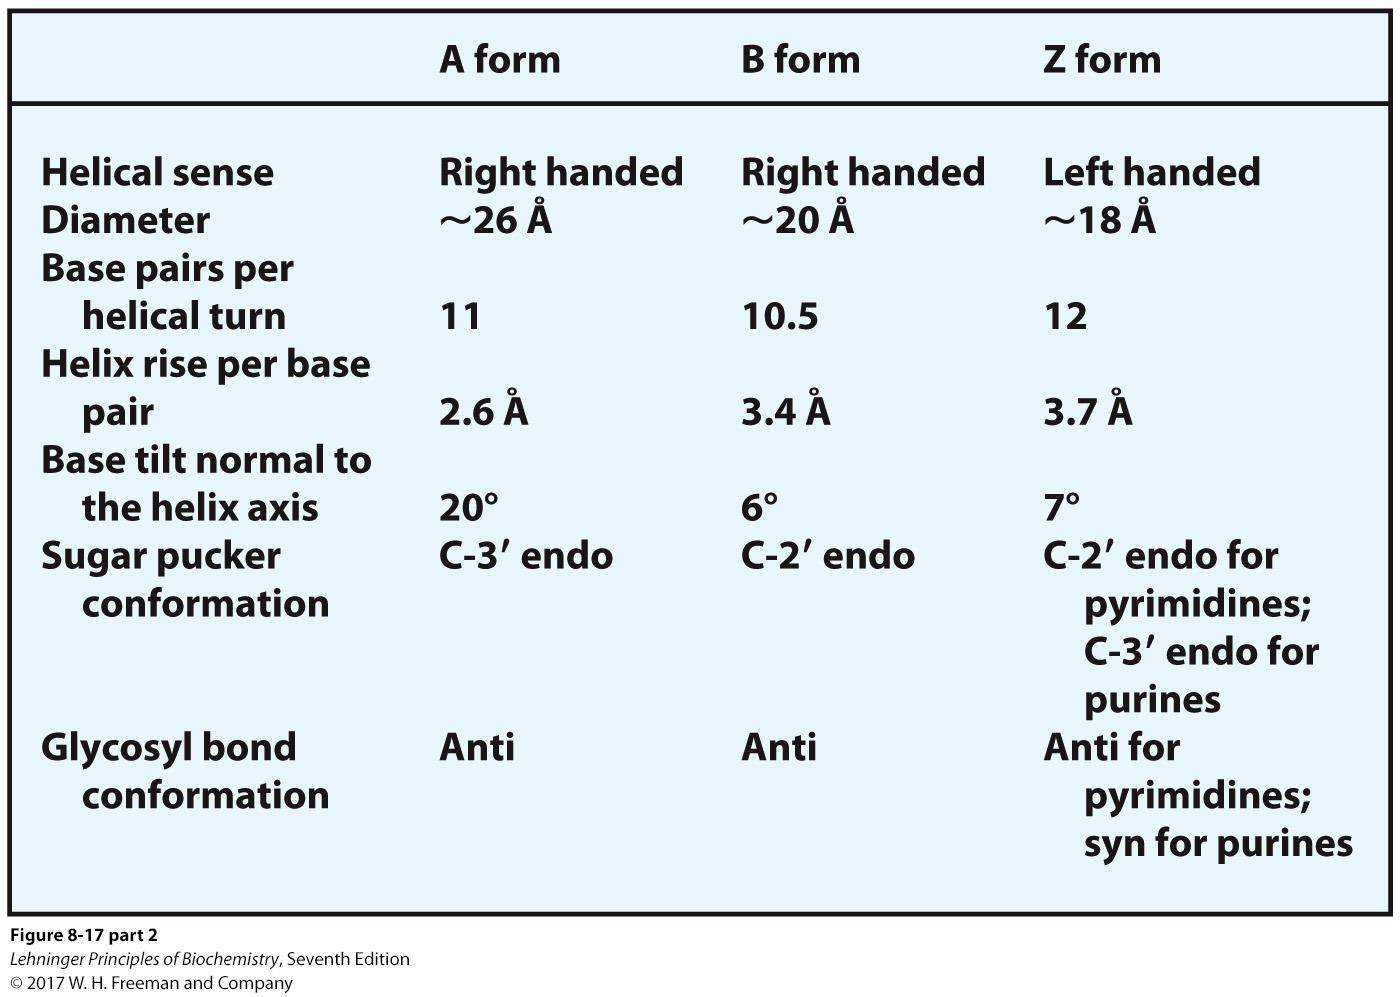 A form B form Z form
Helical sense Right handed Right handed Left handed
Diameter ~26 Å ~20 Å ~18 Å
Base pairs per
helical turn 11 10.5 12
Helix rise per base
pair 2.6 Å 3.4 Å 3.7 Å
Base tilt normal to
the helix axis 20° 6° 7°
Sugar pucker C-3′ endo C-2′ endo C-2′ endo for
conformation pyrimidines;
C-3′ endo for
purines
Glycosyl bond Anti Anti Anti for
conformation pyrimidines;
syn for purines
Figure 8-17 part 2
Lehninger Principles of Biochemistry, Seventh Edition
© 2017 W. H. Freeman and Company